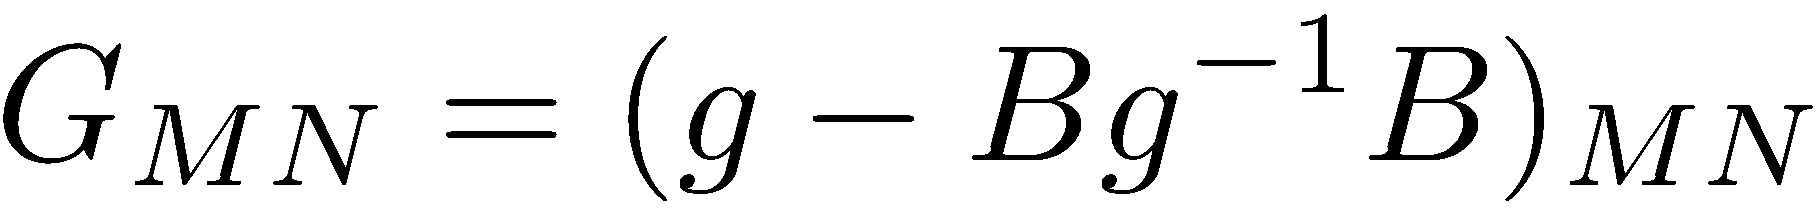 G_{MN} = (g − Bg^{−1}B)_{MN}